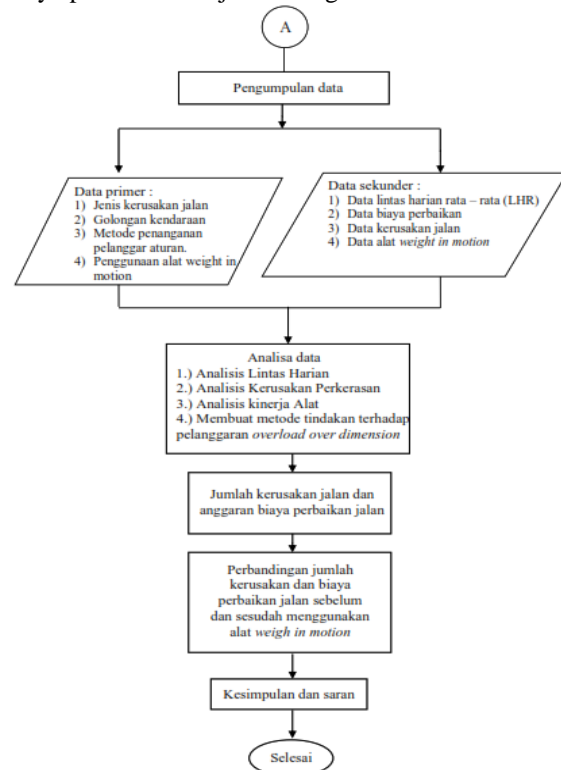 A
Pengumpulan data
Data primer :
1) Jenis kerusakan jalan
2) Golongan kendaraan
3) Metode penanganan
pelanggar aturan.
4) Penggunaan alat weight in
motion
Data sekunder :
1) Data lintas harian rata – rata (LHR)
2) Data biaya perbaikan
3) Data kerusakan jalan
4) Data alat weight in motion
Analisa data
1.) Analisis Lintas Harian
2.) Analisis Kerusakan Perkerasan
3.) Analisis kinerja Alat
4.) Membuat metode tindakan terhadap
pelanggaran overload over dimension
Jumlah kerusakan jalan dan
anggaran biaya perbaikan jalan
Perbandingan jumlah
kerusakan dan biaya
perbaikan jalan sebelum
dan sesudah menggunakan
alat weigh in motion
Kesimpulan dan saran
Selesai